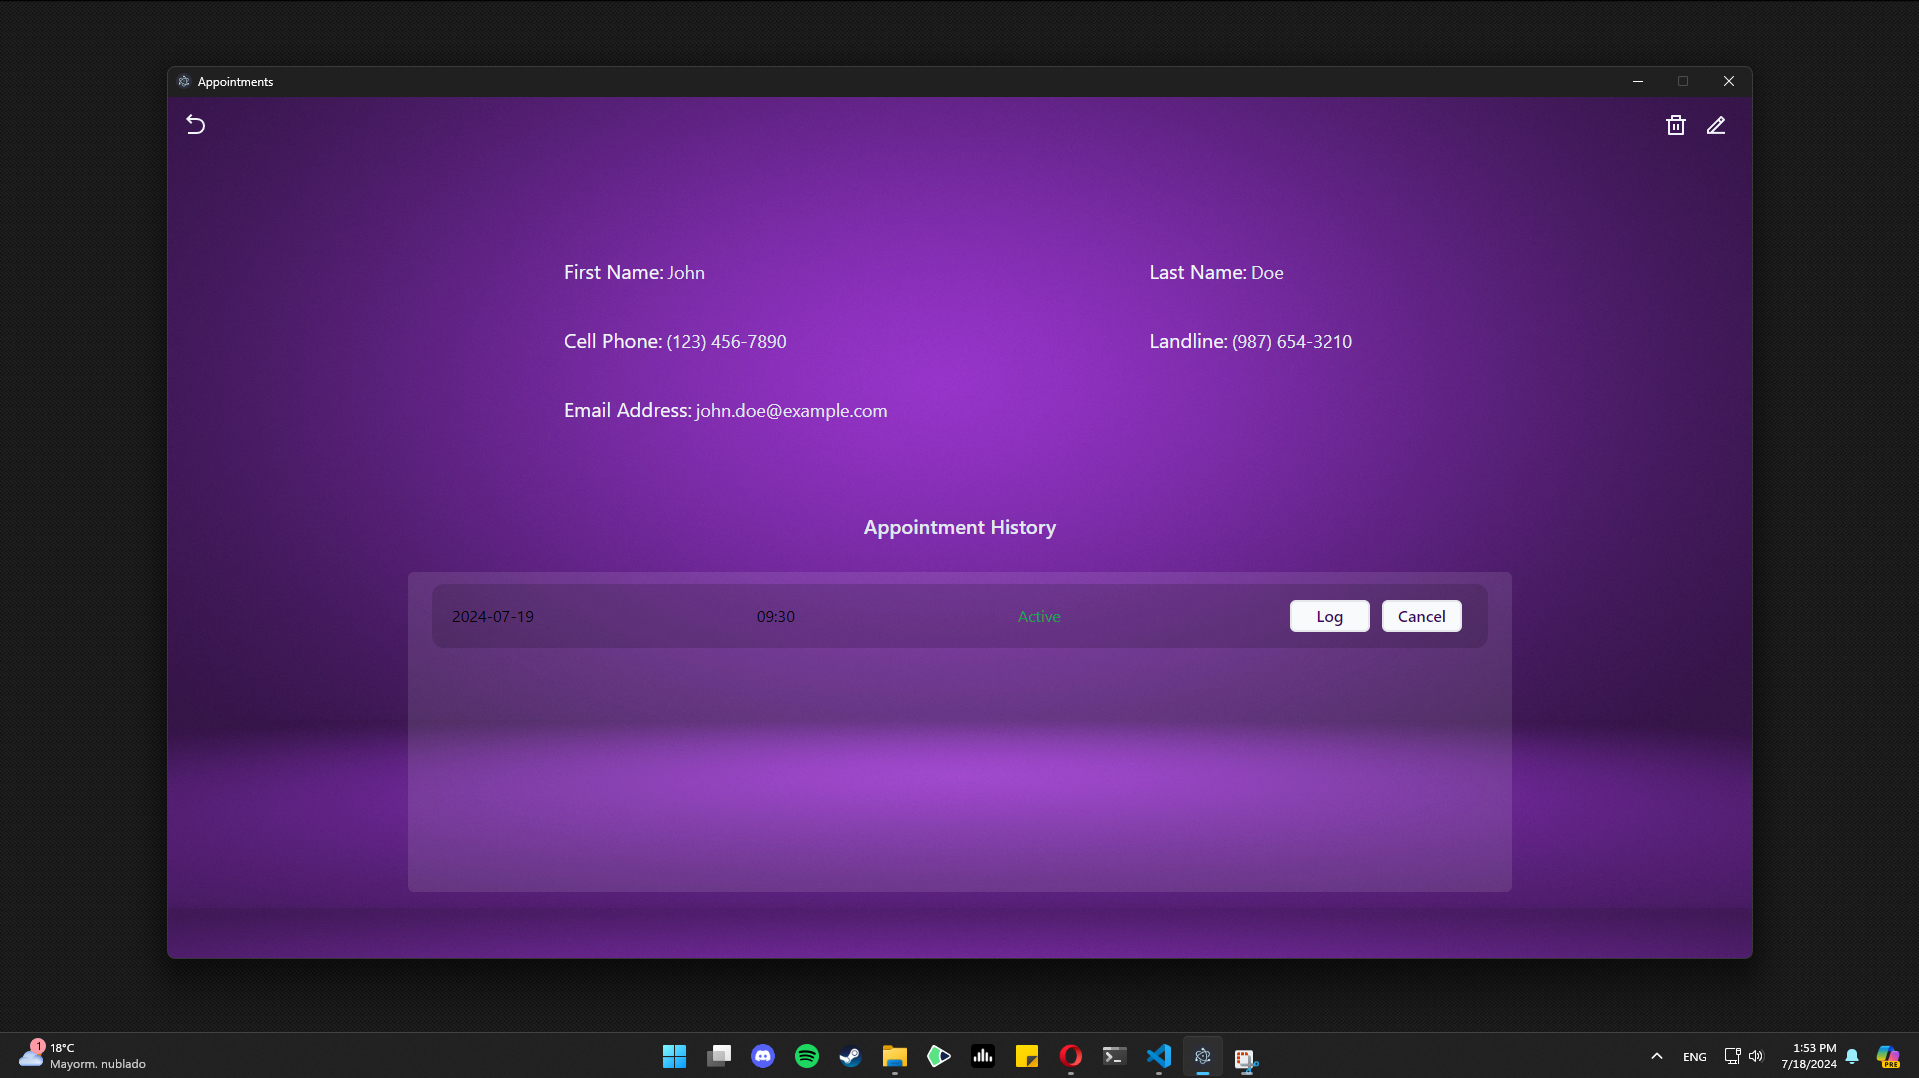 Appointments
First Name: John
Last Name: Doe
Cell Phone: (123) 456-7890
Landline: (987) 654-3210
Email Address: john.doe@example.com
Appointment History
2024-07-19 09:30 Active Log Cancel
1
18°C
Mayorm. nublado
ENG
1:53 PM
7/18/2024
PRE